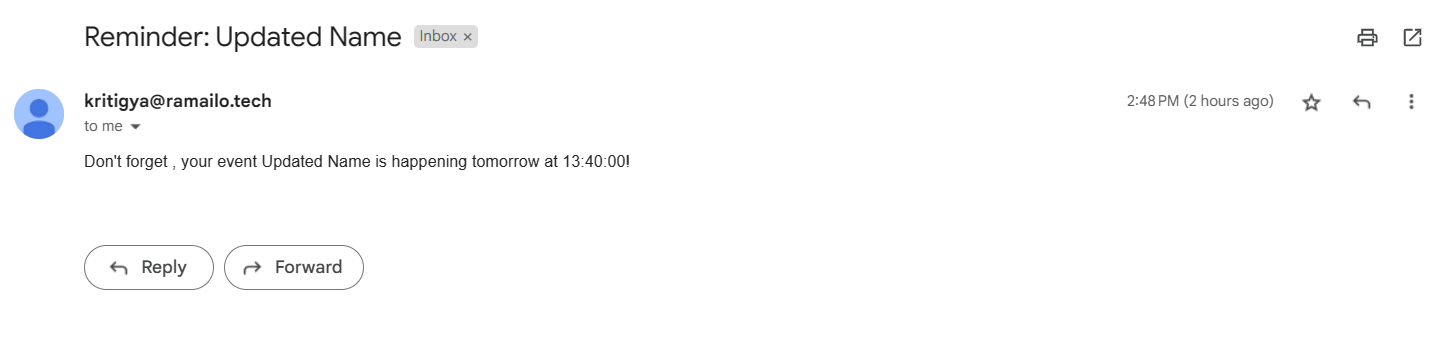 Reminder: Updated Name Inbox ×
kritigya@ramailo.tech 2:48 PM (2 hours ago)
to me
Don't forget , your event Updated Name is happening tomorrow at 13:40:00!
Reply Forward